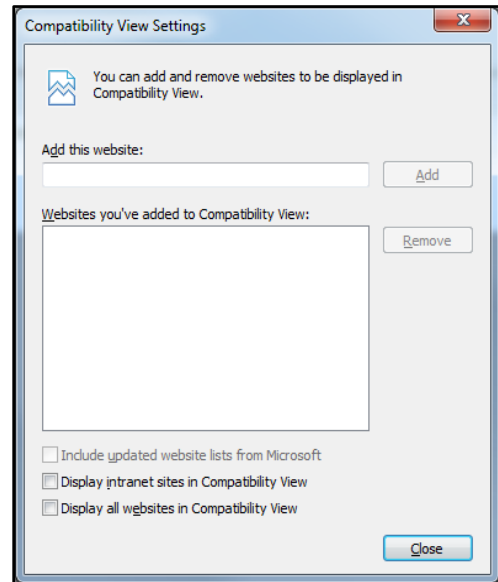 Compatibility View Settings
You can add and remove websites to be displayed in
Compatibility View.
Add this website:
Add
Websites you've added to Compatibility View:
Remove
Include updated website lists from Microsoft
Display intranet sites in Compatibility View
Display all websites in Compatibility View
Close